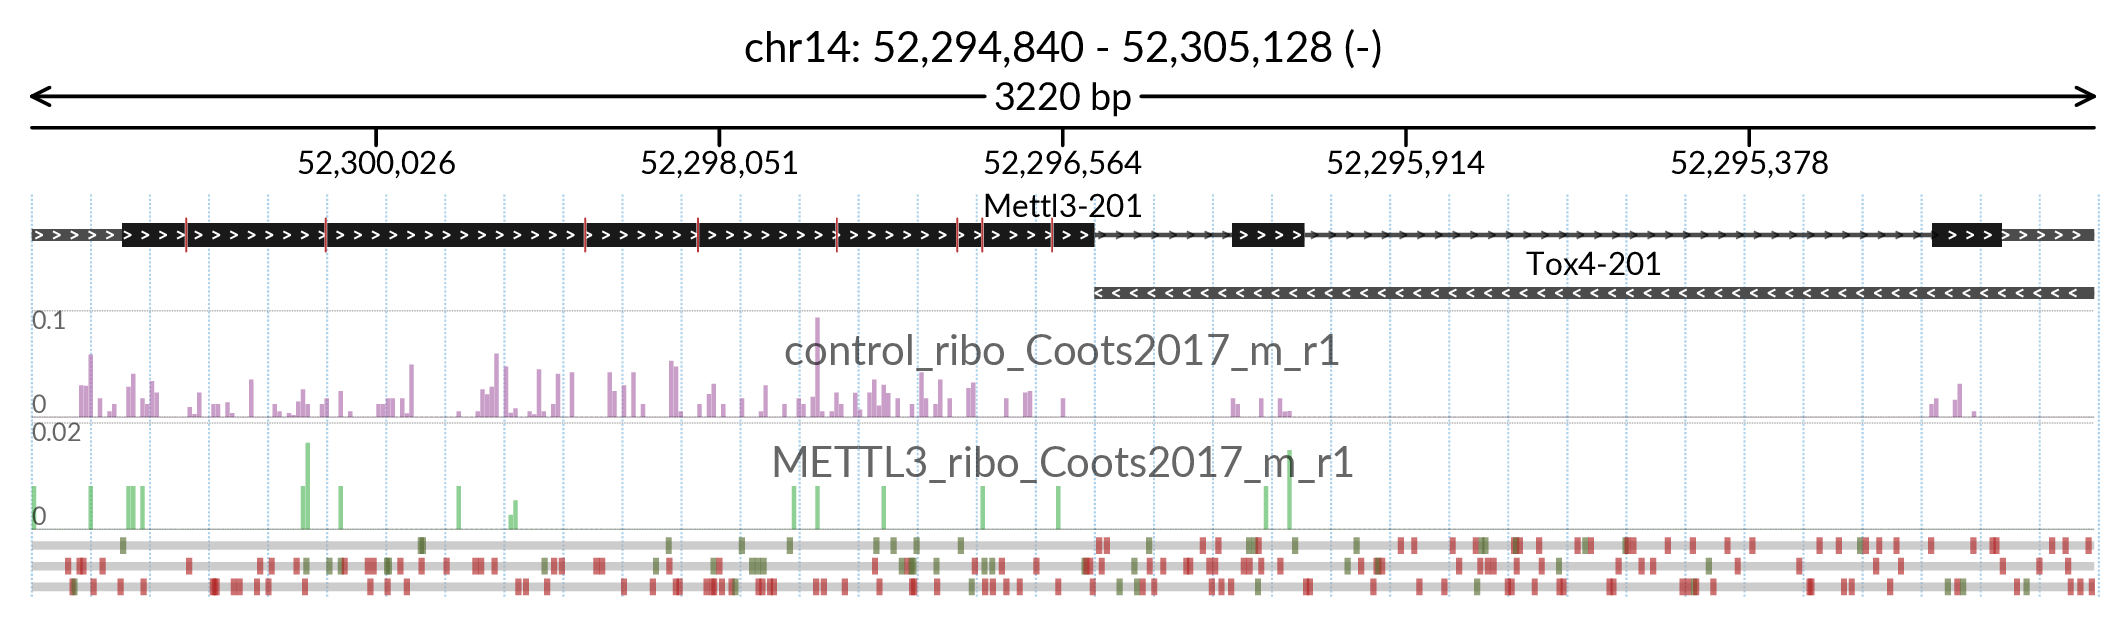 chr14: 52,294,840 - 52,305,128 (-)
3220 bp
52,300,026 52,298,051 52,296,564 52,295,914 52,295,378
Mettl3-201
Tox4-201
0.1
control_ribo_Coots2017_m_r1
0
0.02
METTL3_ribo_Coots2017_m_r1
0